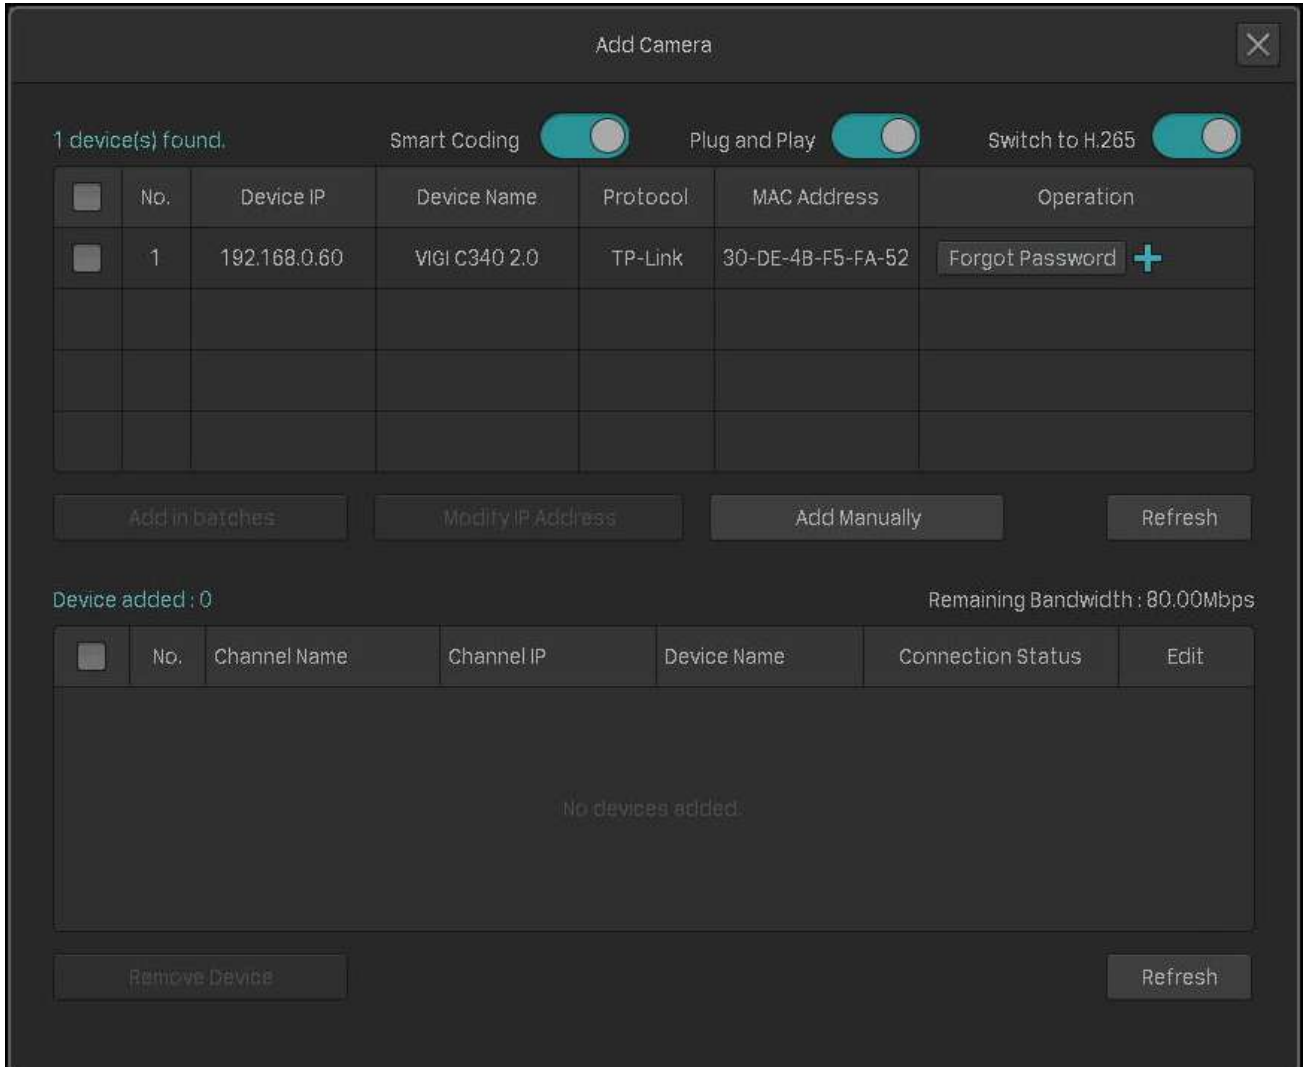 Add Camera
1 device(s) found. Smart Coding Plug and Play Switch to H.265
No. Device IP Device Name Protocol MAC Address Operation
1 192.168.0.60 VIGI C340 2.0 TP-Link 30-DE-4B-F5-FA-52 Forgot Password
Add in batches Modify IP Address Add Manually Refresh
Device added : 0 Remaining Bandwidth : 80.00Mbps
No. Channel Name Channel IP Device Name Connection Status Edit
No devices added.
Remove Device Refresh